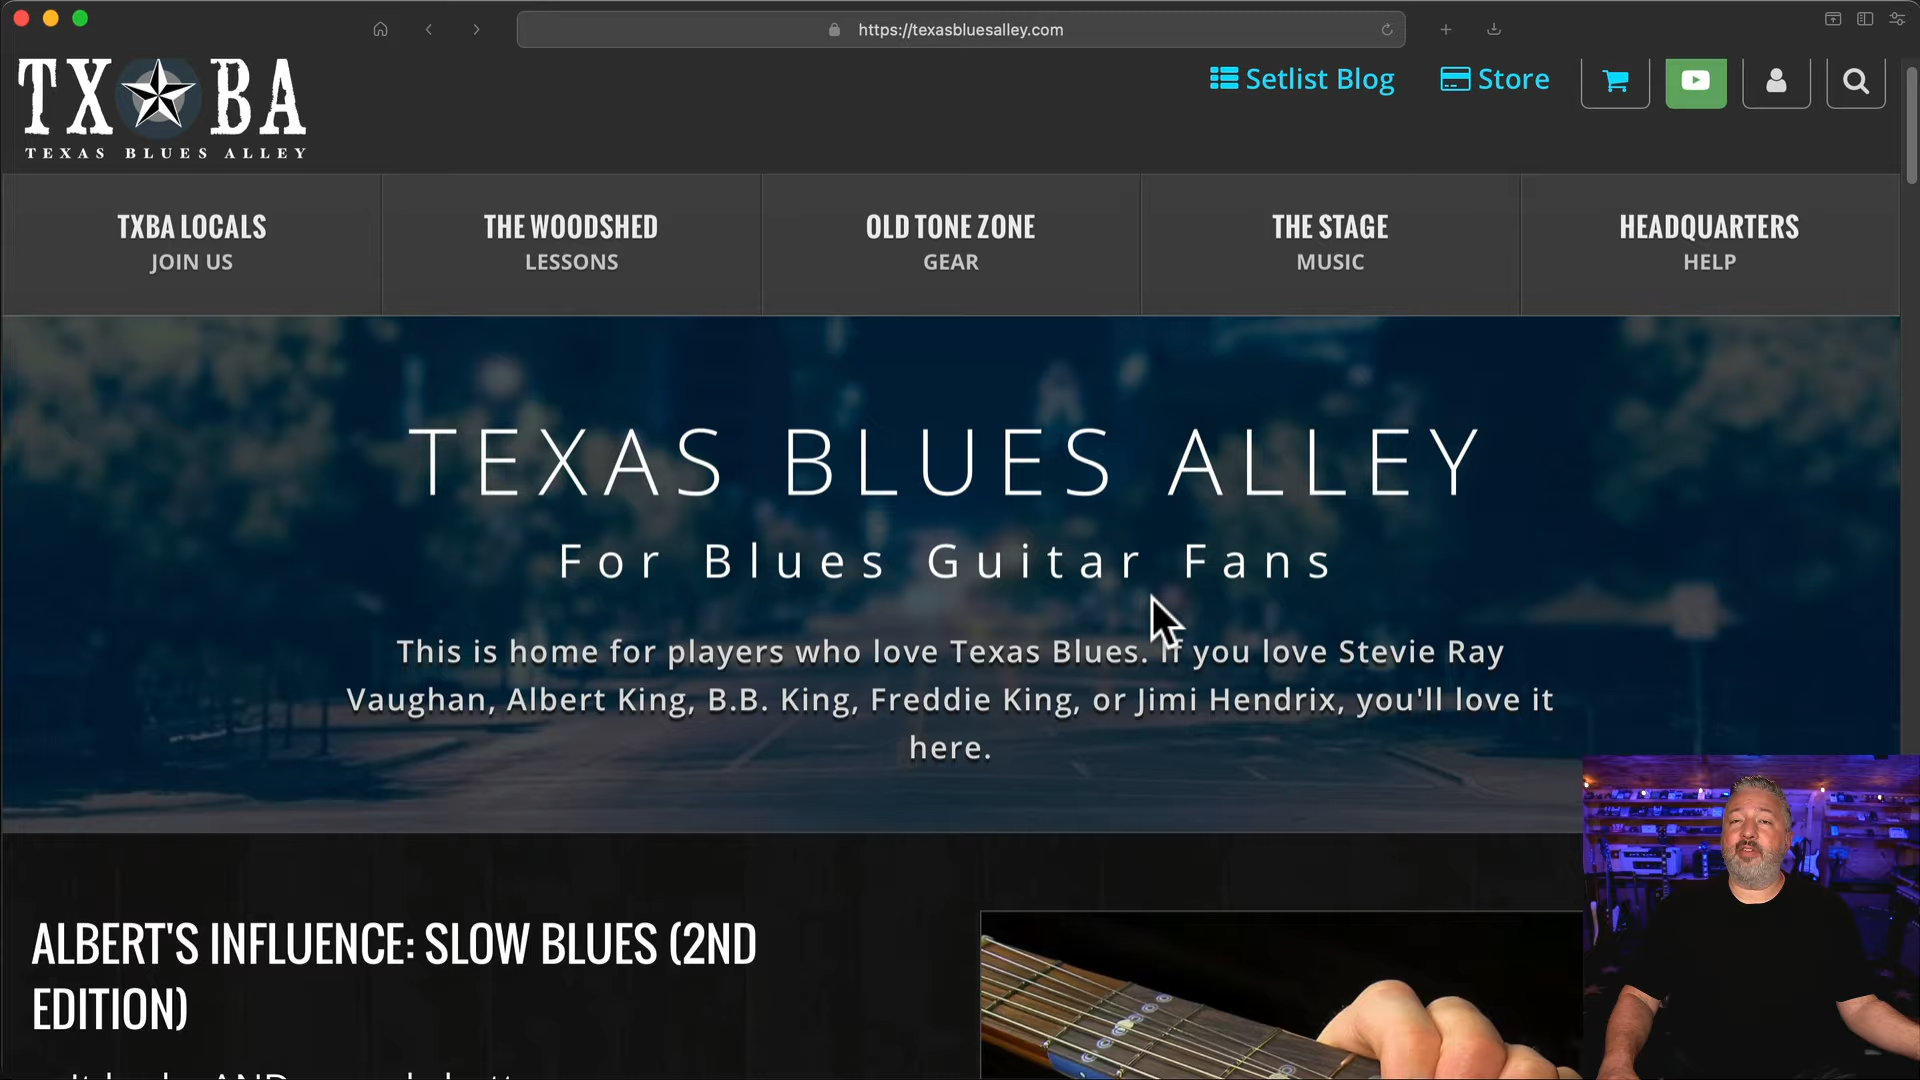 https://texasbluesalley.com
TX BA
TEXAS BLUES ALLEY
Setlist Blog
Store
TXBA LOCALS
JOIN US
THE WOODSHED
LESSONS
OLD TONE ZONE
GEAR
THE STAGE
MUSIC
HEADQUARTERS
HELP
TEXAS BLUES ALLEY
For Blues Guitar Fans
This is home for players who love Texas Blues. If you love Stevie Ray
Vaughan, Albert King, B.B. King, Freddie King, or Jimi Hendrix, you'll love it
here.
ALBERT'S INFLUENCE: SLOW BLUES (2ND
EDITION)